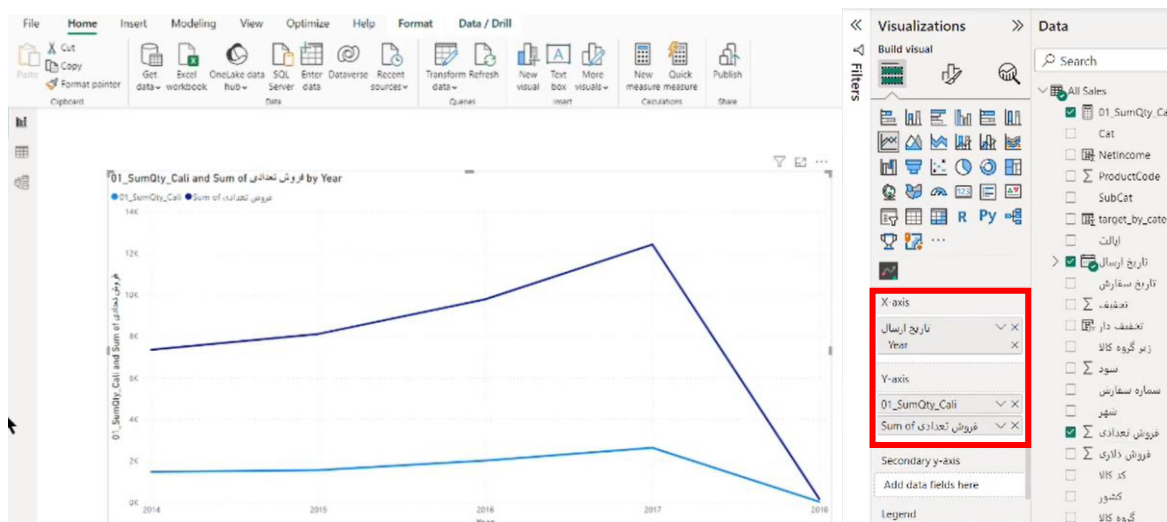 File Home Insert Modeling View Optimize Help Format Data / Drill
Paste
Cut
Copy
Format painter
Get data
Excel workbook
OneLake data hub
SQL Server
Enter data
Dataverse
Recent sources
Transform data
Refresh
New visual
Text box
More visuals
New measure
Quick measure
Publish
Clipboard
Data
Queries
Insert
Calculations
Share
01_SumQty_Cali and Sum of فروش تعدادی by Year
01_SumQty_Cali Sum of فروش تعدادی
01_SumQty_Cali and Sum of فروش تعدادی
14K
12K
10K
8K
6K
4K
2K
0K
2014 2015 2016 2017 2018
Year
Filters
Visualizations
Build visual
R Py
123
X-axis
تاریخ ارسال
Year
Y-axis
01_SumQty_Cali
Sum of فروش تعدادی
Secondary y-axis
Add data fields here
Legend
Data
Search
All Sales
01_SumQty_Ca
Cat
Netincome
ProductCode
SubCat
target_by_cate
ایالت
تاریخ ارسال
تاریخ سفارش
تخفیف
تخفیف دار
زیر گروه کالا
سود
شماره سفارش
شهر
فروش تعدادی
فروش دلاری
کد کالا
کشور
گروه کالا